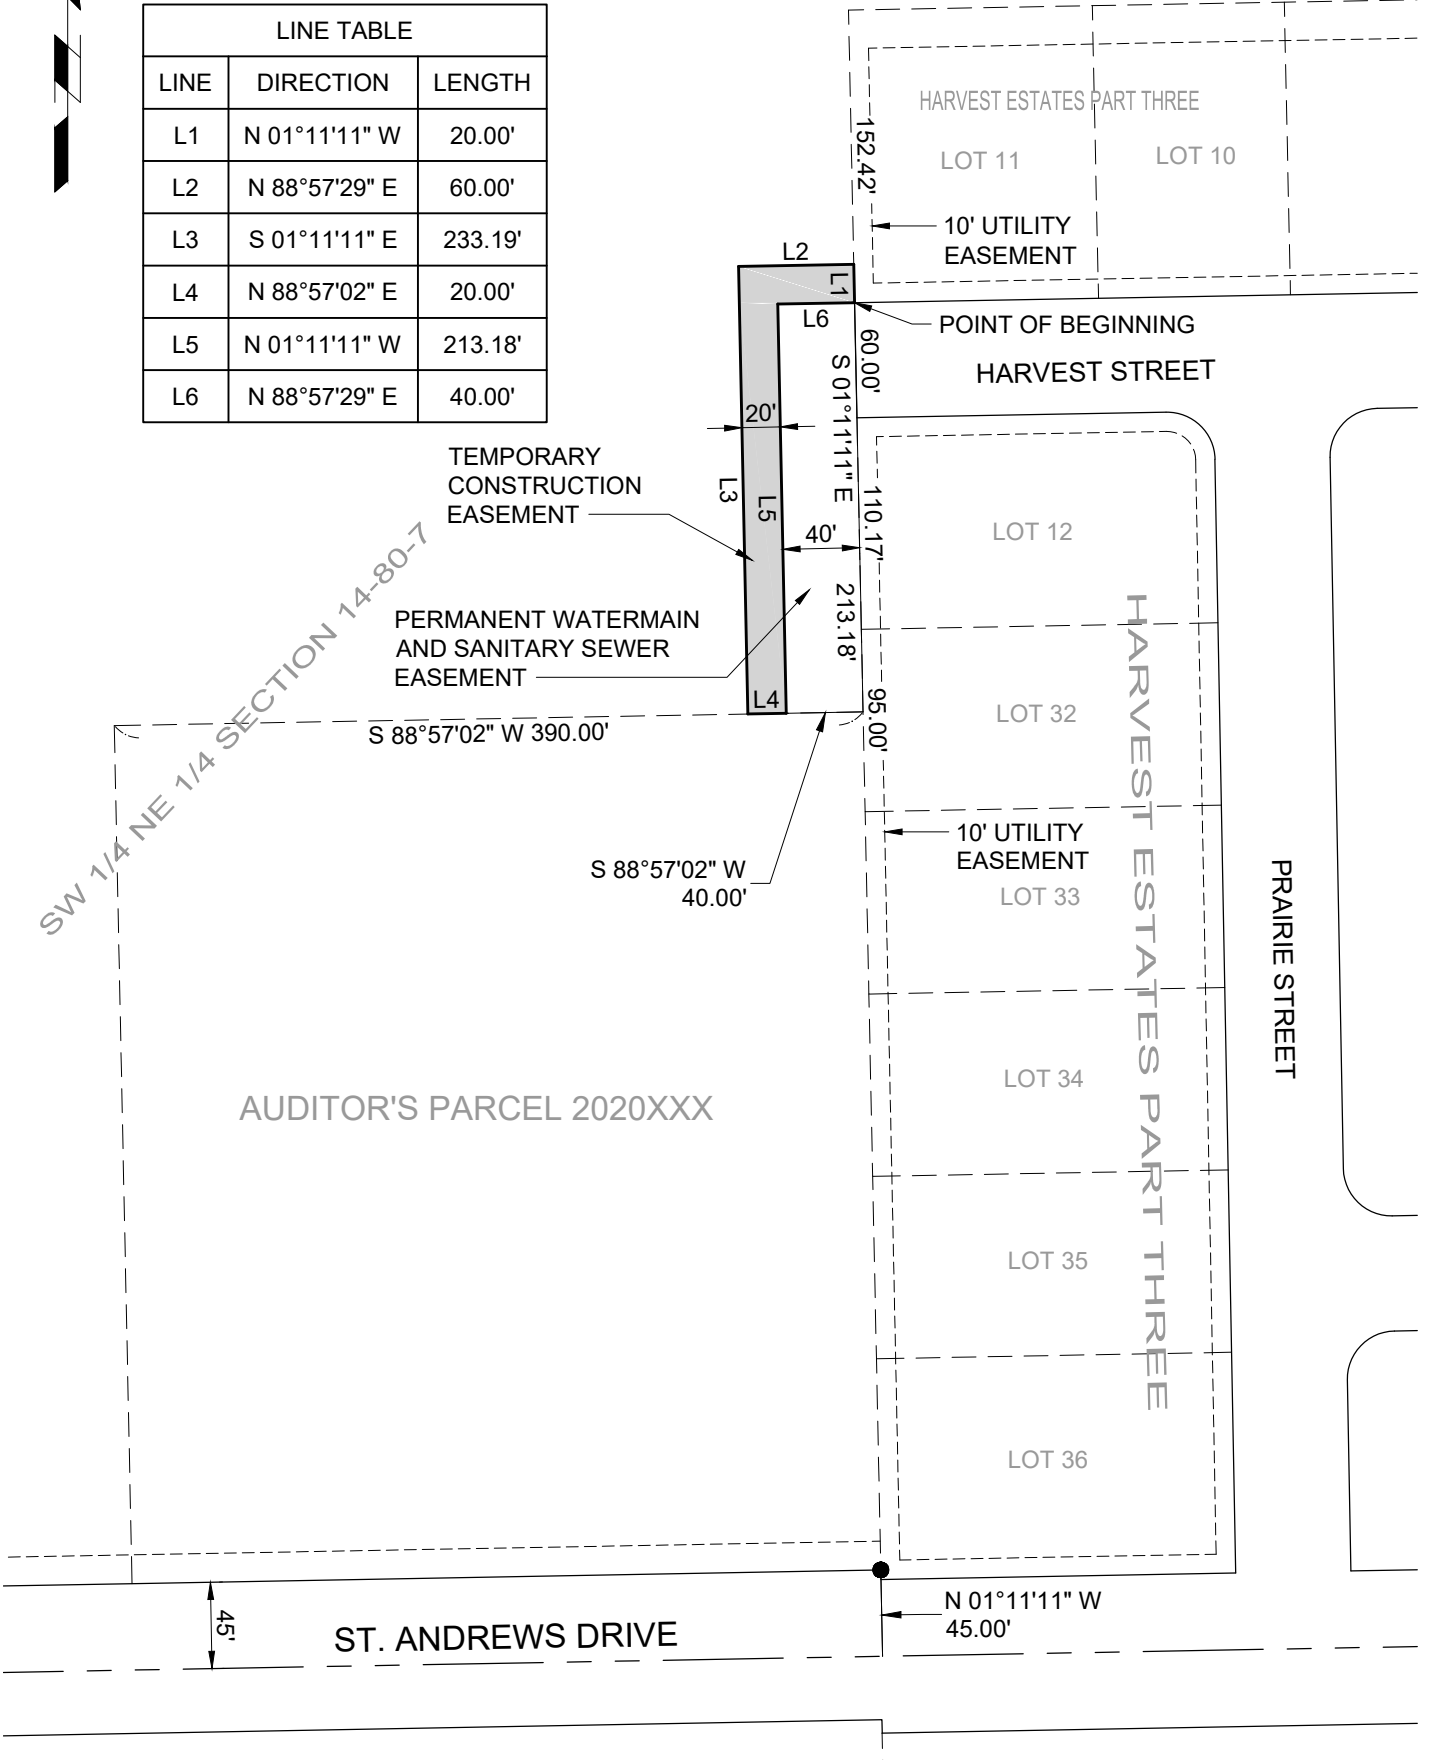 LINE TABLE
LINE DIRECTION LENGTH
L1 N 01°11'11" W 20.00'
L2 N 88°57'29" E 60.00'
L3 S 01°11'11" E 233.19'
L4 N 88°57'02" E 20.00'
L5 N 01°11'11" W 213.18'
L6 N 88°57'29" E 40.00'
HARVEST ESTATES PART THREE
LOT 11
LOT 10
152.42'
10' UTILITY
EASEMENT
L2
L1
L6
POINT OF BEGINNING
60.00'
S 01°11'11" E
HARVEST STREET
20'
TEMPORARY
CONSTRUCTION
EASEMENT
L3
L5
110.17'
40'
LOT 12
213.18'
PERMANENT WATERMAIN
AND SANITARY SEWER
EASEMENT
SW 1/4 NE 1/4 SECTION 14-80-7
L4
95.00'
LOT 32
S 88°57'02" W 390.00'
HARVEST ESTATES PART THREE
10' UTILITY
EASEMENT
S 88°57'02" W
40.00'
LOT 33
PRAIRIE STREET
LOT 34
AUDITOR'S PARCEL 2020XXX
LOT 35
LOT 36
N 01°11'11" W
45.00'
45'
ST. ANDREWS DRIVE